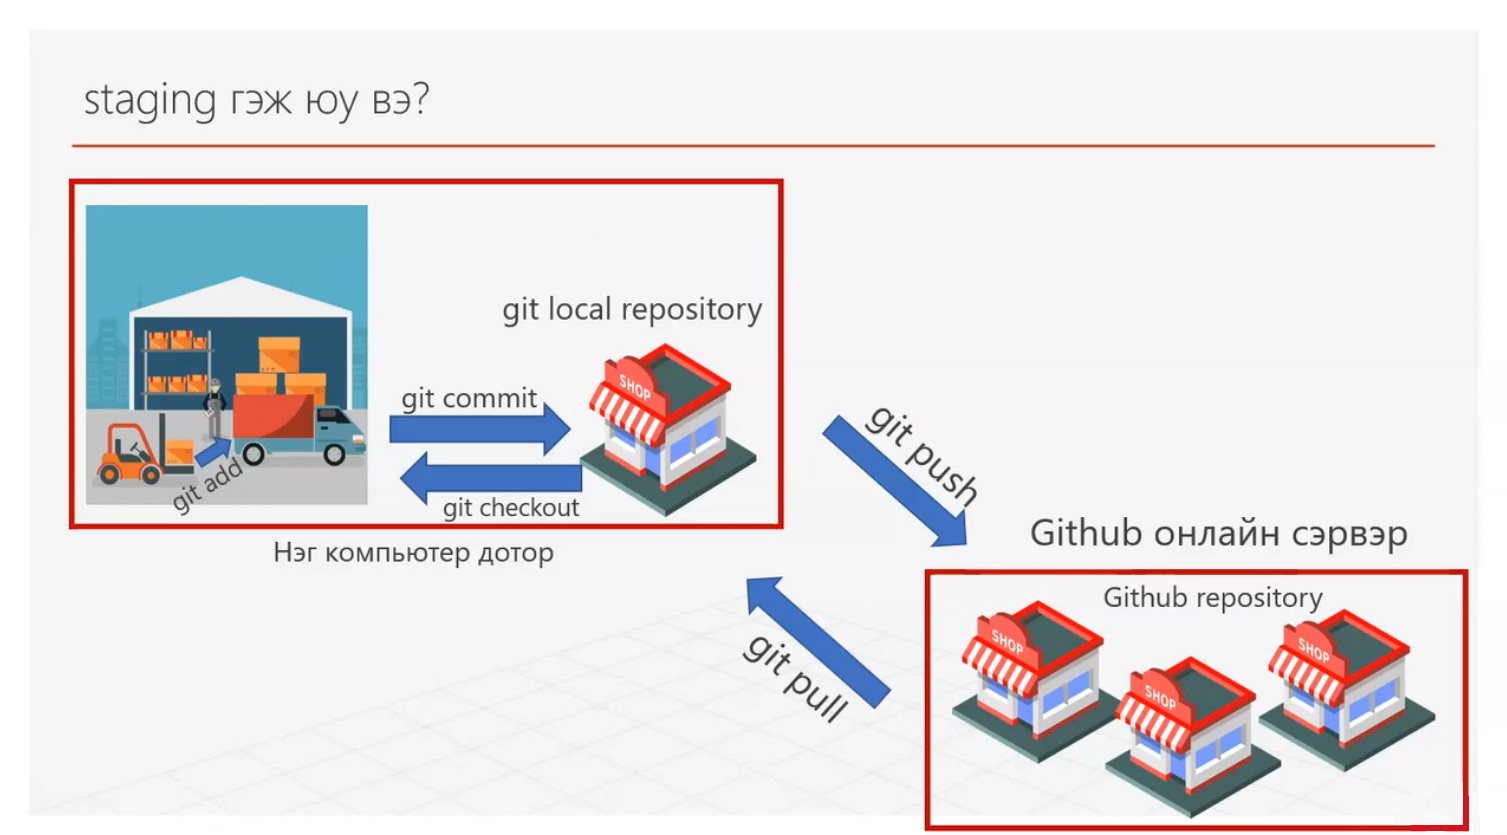 staging гэж юу вэ?
git local repository
SHOP
git commit
git add
git checkout
Нэг компьютер дотор
git push
git pull
Github онлайн сэрвэр
Github repository
SHOP
SHOP
SHOP